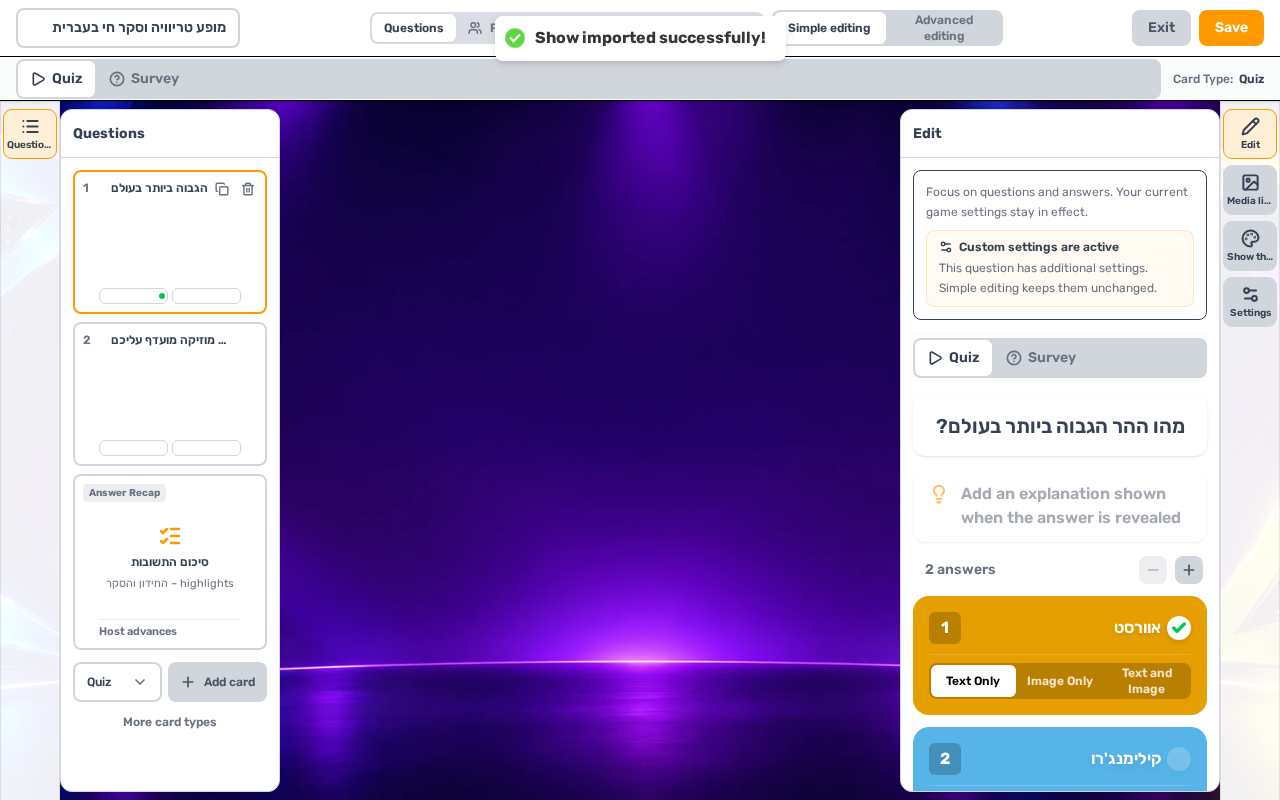 מופע טריוויה וסקר חי בעברית
Questions
Show imported successfully!
Simple editing
Advanced editing
Exit
Save
Quiz
Survey
Card Type: Quiz
Questio...
Questions
1
הגבוה ביותר בעולם
2
מוזיקה מועדף עליכם ...
Answer Recap
סיכום התשובות
החידון והסקר – highlights
Host advances
Quiz
Add card
More card types
Edit
Focus on questions and answers. Your current
game settings stay in effect.
Custom settings are active
This question has additional settings.
Simple editing keeps them unchanged.
Quiz
Survey
מהו ההר הגבוה ביותר בעולם?
Add an explanation shown
when the answer is revealed
2 answers
1
אוורסט
Text Only
Image Only
Text and Image
2
קילימנג'רו
Edit
Media li...
Show th...
Settings